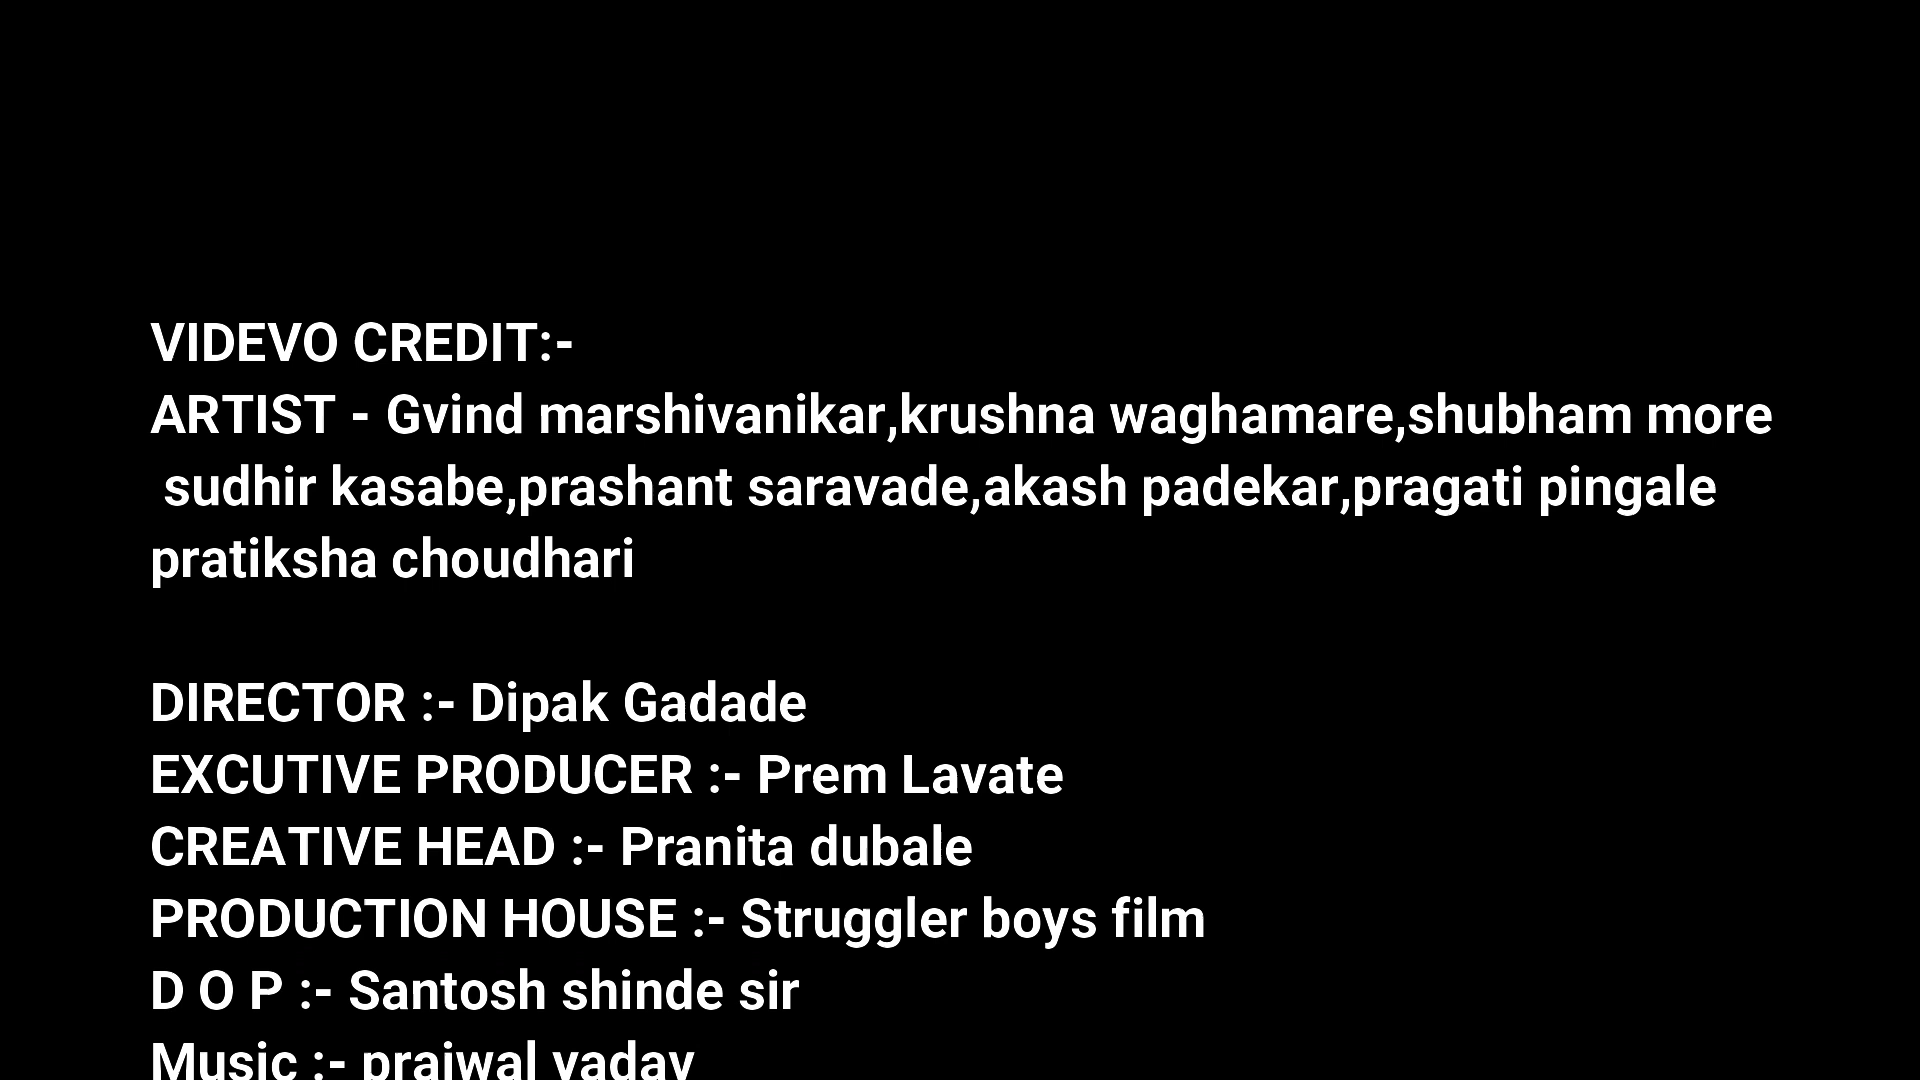 VIDEVO CREDIT:-
ARTIST - Gvind marshivanikar,krushna waghamare,shubham more
sudhir kasabe,prashant saravade,akash padekar,pragati pingale
pratiksha choudhari
DIRECTOR :- Dipak Gadade
EXCUTIVE PRODUCER :- Prem Lavate
CREATIVE HEAD :- Pranita dubale
PRODUCTION HOUSE :- Struggler boys film
D O P :- Santosh shinde sir
Music :- prajwal yadav